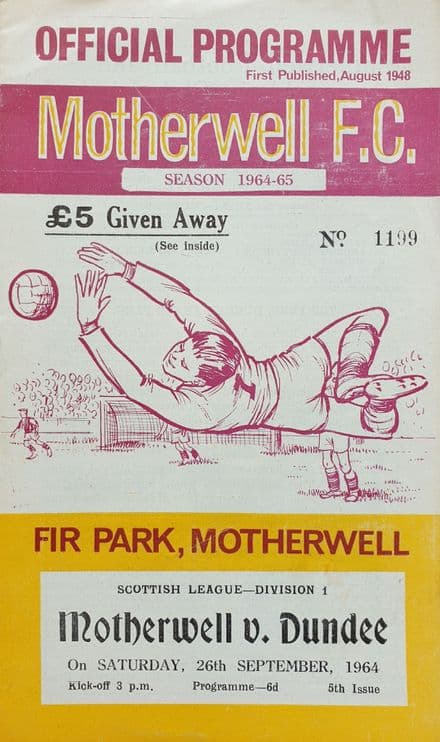 OFFICIAL PROGRAMME
First Published, August 1948
Motherwell F.C.
SEASON 1964-65
£5 Given Away
(See inside)
Nº 1199
1
FIR PARK, MOTHERWELL
SCOTTISH LEAGUE—DIVISION 1
Motherwell v. Dundee
On SATURDAY, 26th SEPTEMBER, 1964
Kick-off 3 p.m. Programme—6d 5th Issue